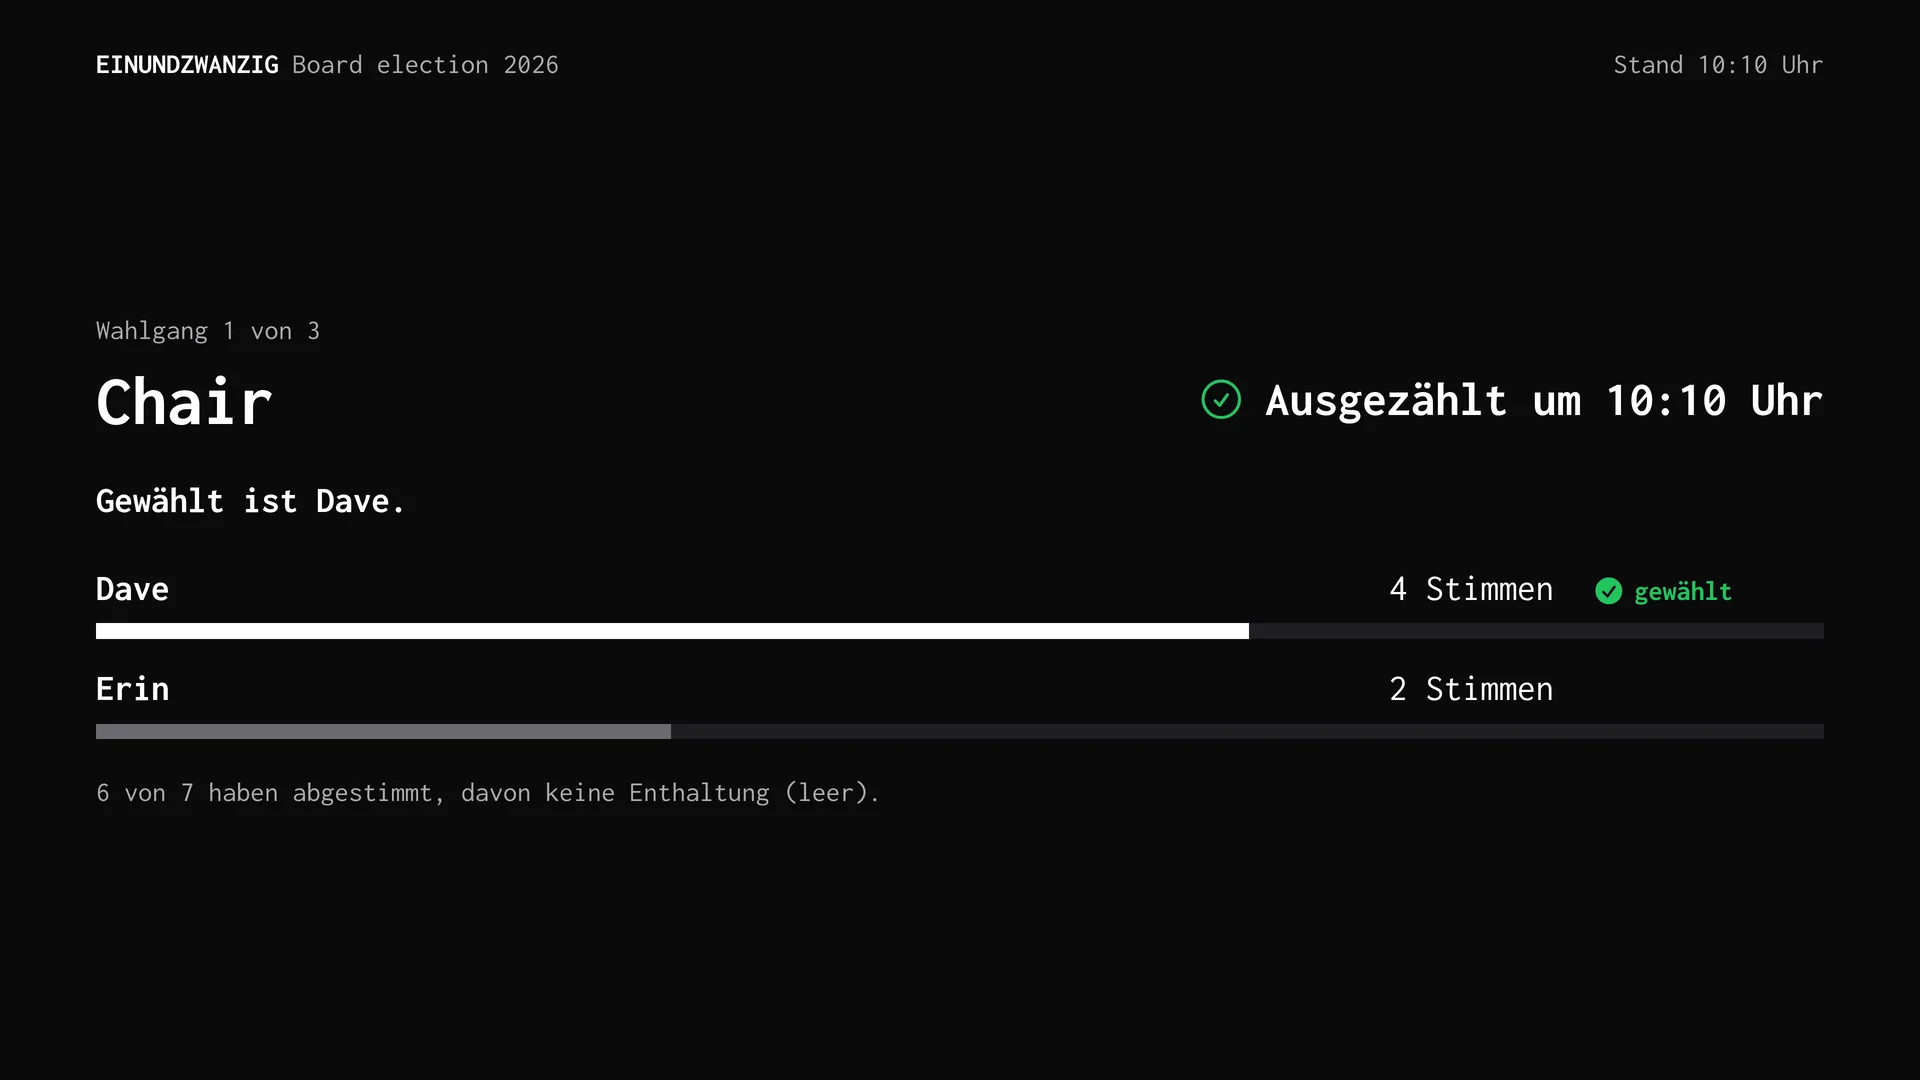 EINUNDZWANZIG Board election 2026
Stand 10:10 Uhr
Wahlgang 1 von 3
Chair
Ausgezählt um 10:10 Uhr
Gewählt ist Dave.
Dave
4 Stimmen
gewählt
Erin
2 Stimmen
6 von 7 haben abgestimmt, davon keine Enthaltung (leer).